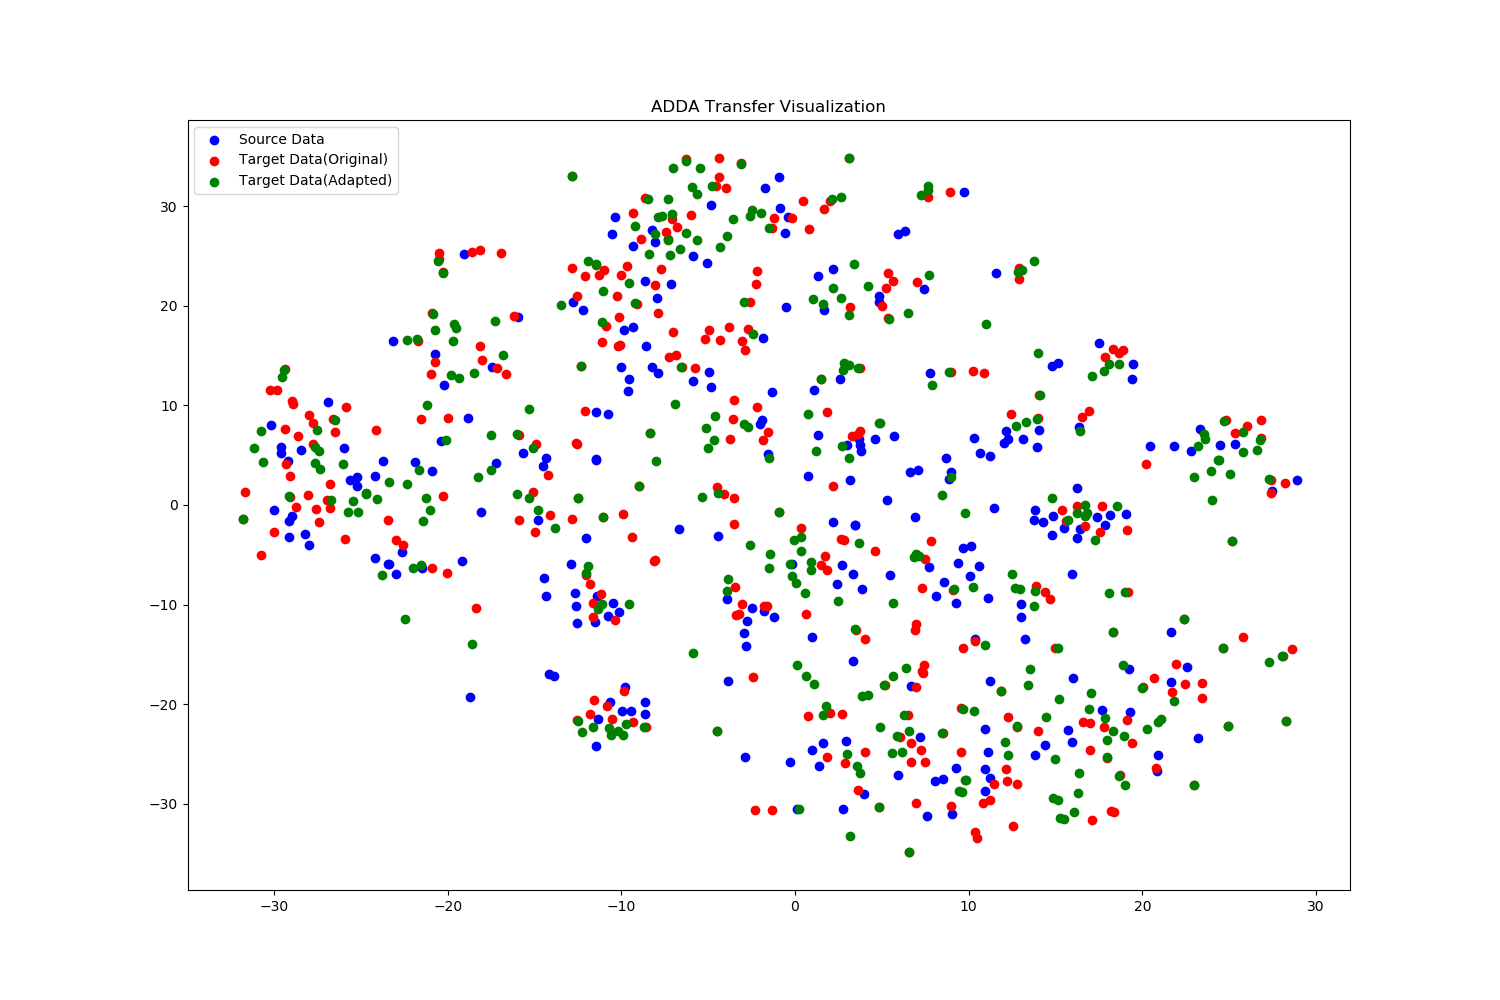 ADDA Transfer Visualization
Source Data
Target Data(Original)
Target Data(Adapted)
30
20
10
0
−10
−20
−30
−30 −20 −10 0 10 20 30